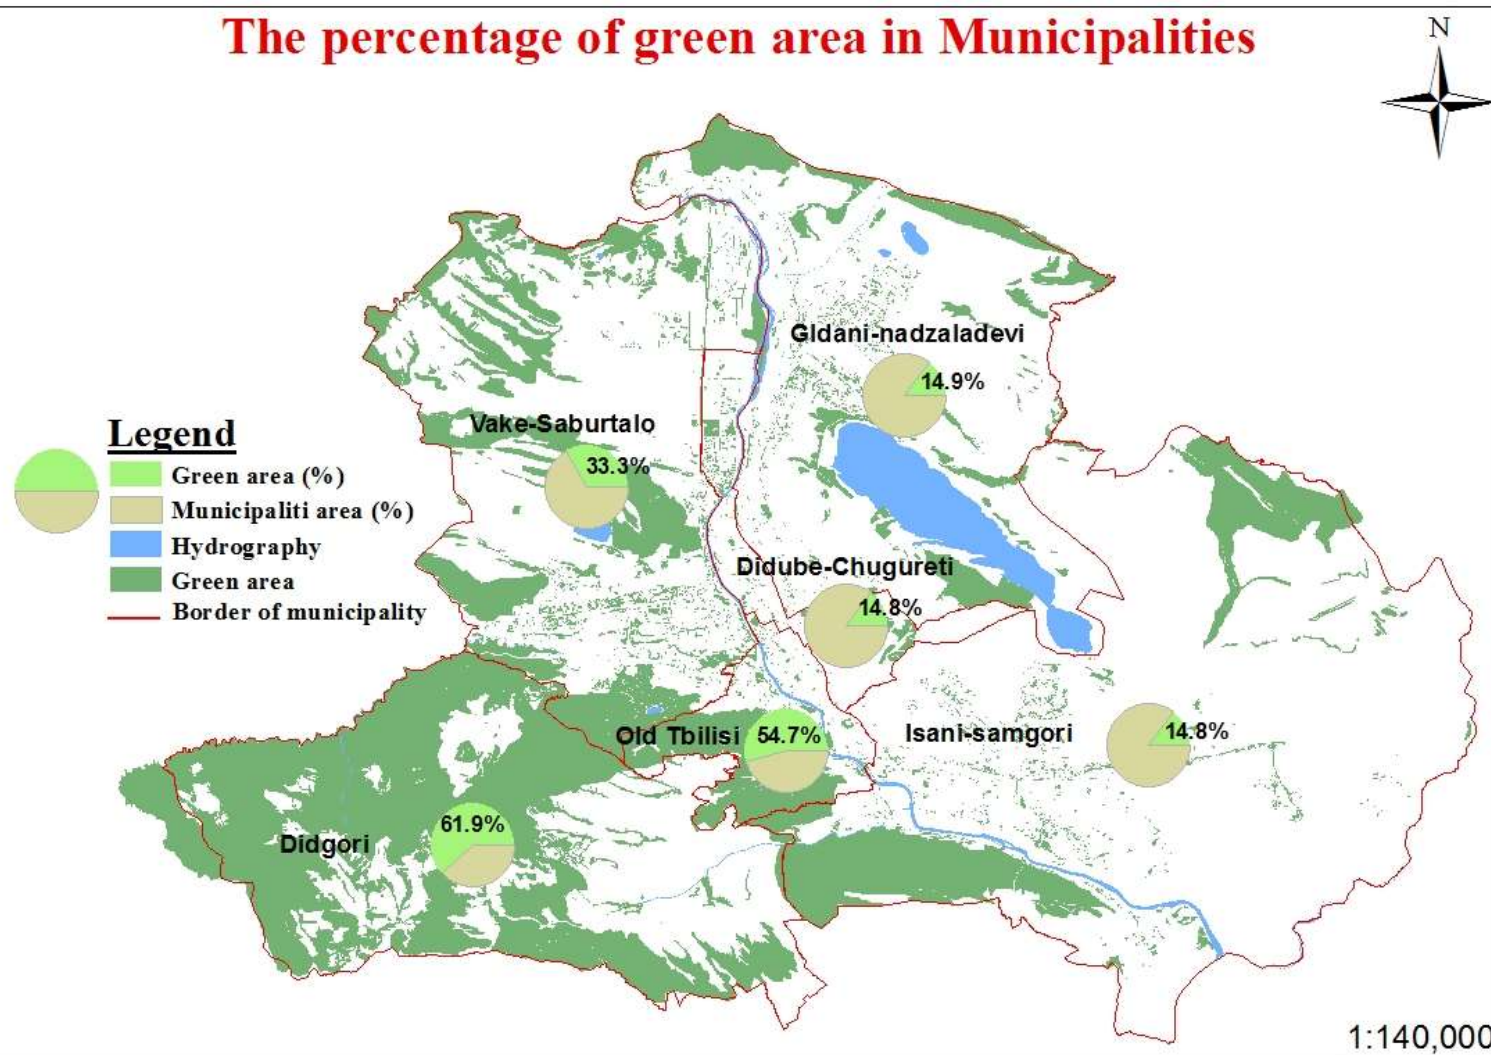 The percentage of green area in Municipalities
N
Gldani-nadzaladevi
14.9%
Vake-Saburtalo
33.3%
Legend
Green area (%)
Municipaliti area (%)
Hydrography
Green area
Border of municipality
Didube-Chugureti
14.8%
Old Tbilisi
54.7%
Isani-samgori
14.8%
Didgori
61.9%
1:140,000